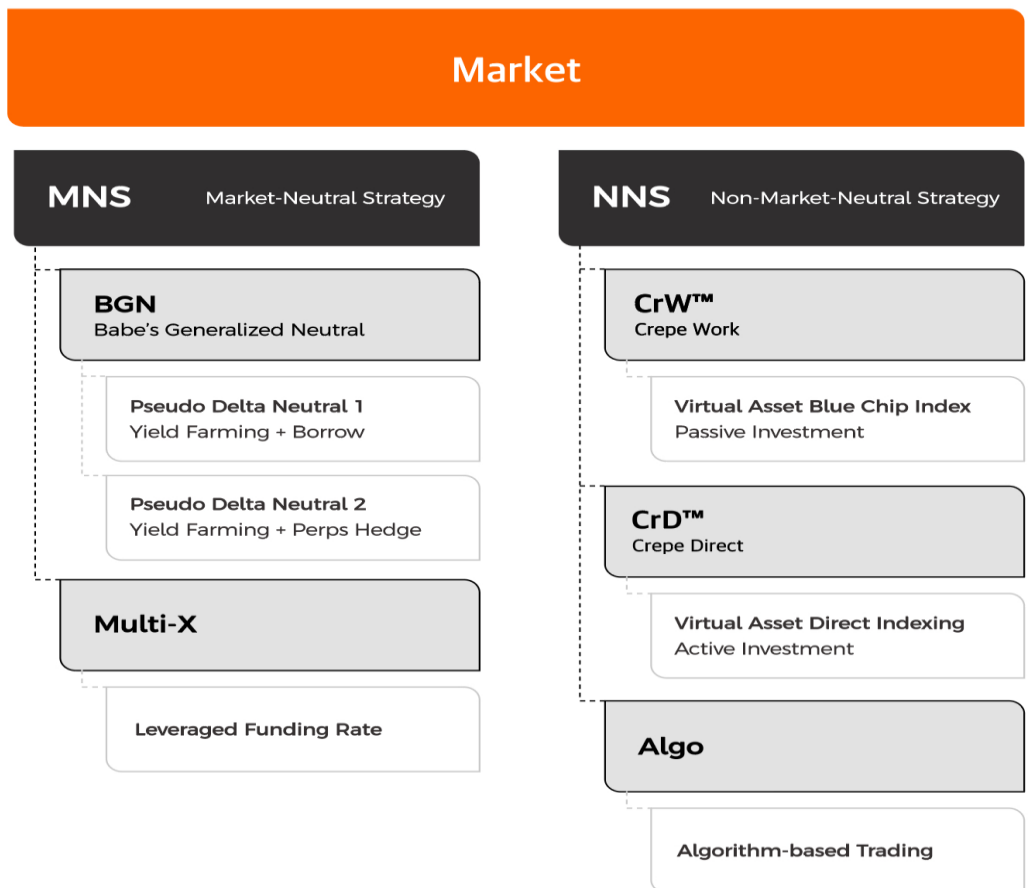 Market
MNS Market-Neutral Strategy
BGN
Babe's Generalized Neutral
Pseudo Delta Neutral 1
Yield Farming + Borrow
Pseudo Delta Neutral 2
Yield Farming + Perps Hedge
Multi-X
Leveraged Funding Rate
NNS Non-Market-Neutral Strategy
CrW™
Crepe Work
Virtual Asset Blue Chip Index
Passive Investment
CrD™
Crepe Direct
Virtual Asset Direct Indexing
Active Investment
Algo
Algorithm-based Trading